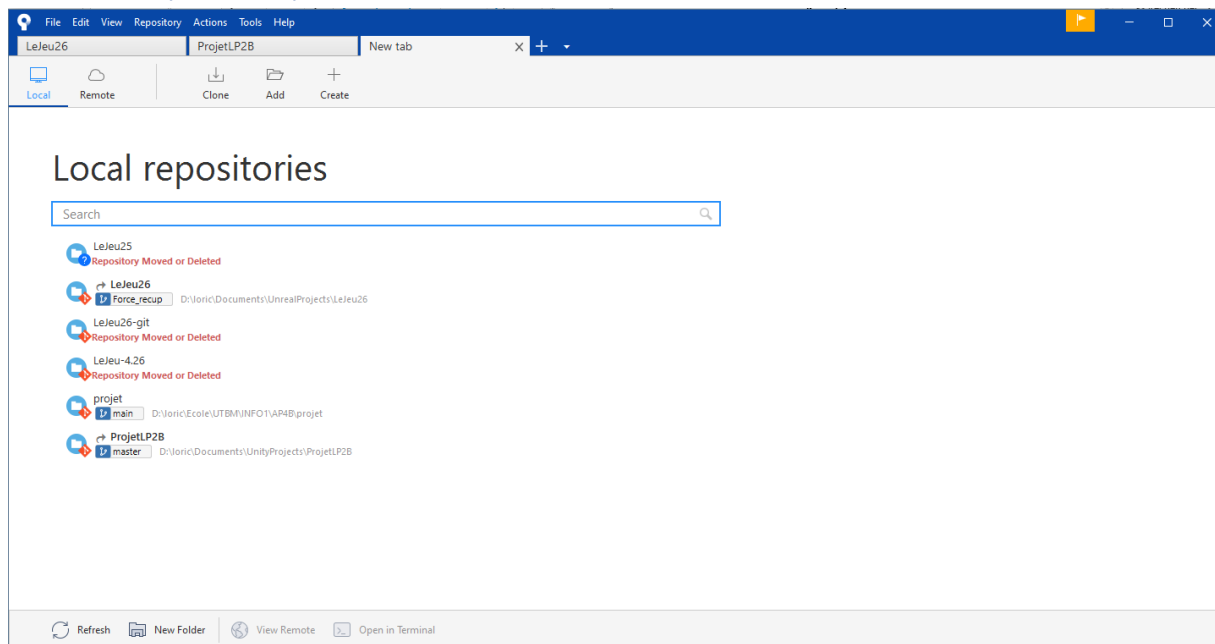 File Edit View Repository Actions Tools Help
LeJeu26 ProjetLP2B New tab
Local Remote Clone Add Create
Local repositories
Search
LeJeu25
Repository Moved or Deleted
LeJeu26
Force_recup D:\loric\Documents\UnrealProjects\LeJeu26
LeJeu26-git
Repository Moved or Deleted
LeJeu-4.26
Repository Moved or Deleted
projet
main D:\loric\Ecole\UTBM\INFO1\AP4B\projet
ProjetLP2B
master D:\loric\Documents\UnityProjects\ProjetLP2B
Refresh New Folder View Remote Open in Terminal